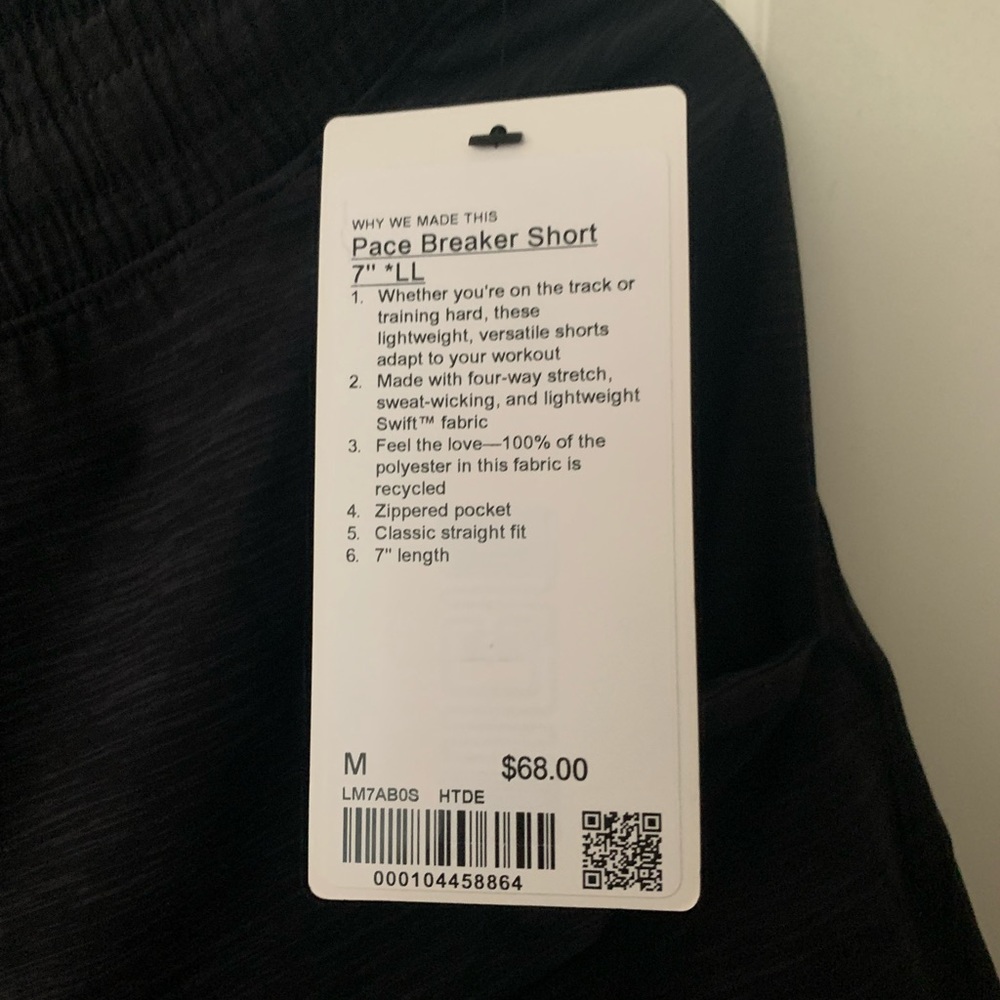 WHY WE MADE THIS
Pace Breaker Short
7" *LL
1. Whether you're on the track or
training hard, these
lightweight, versatile shorts
adapt to your workout
2. Made with four-way stretch,
sweat-wicking, and lightweight
Swift™ fabric
3. Feel the love—100% of the
polyester in this fabric is
recycled
4. Zippered pocket
5. Classic straight fit
6. 7" length
M $68.00
LM7AB0S HTDE
000104458864